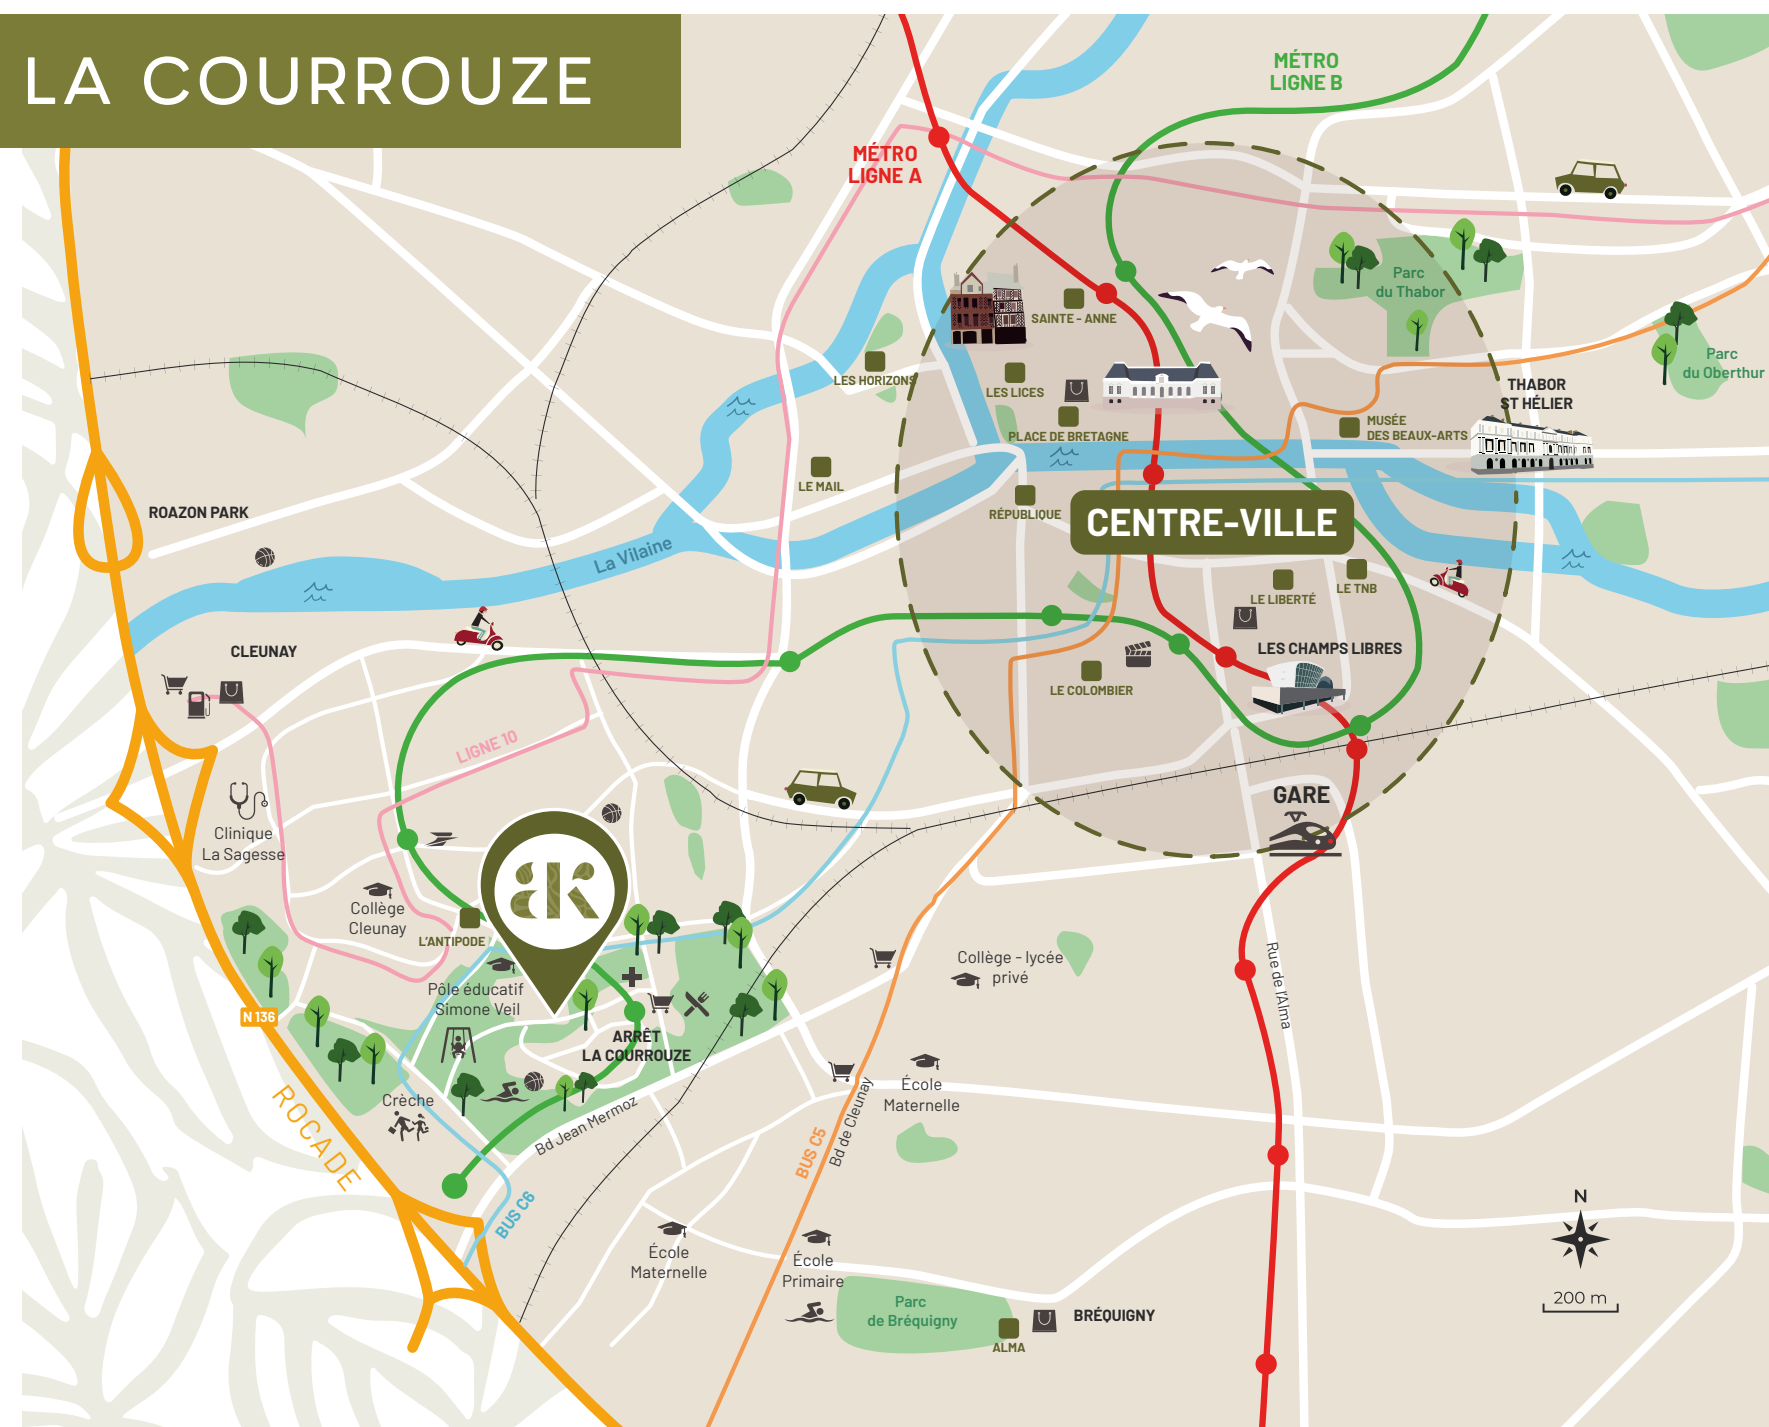 LA COURROUZE
MÉTRO
LIGNE B
MÉTRO
LIGNE A
Parc
du Thabor
SAINTE - ANNE
Parc
du Oberthur
LES HORIZONS
LES LICES
THABOR
ST HÉLIER
MUSÉE
DES BEAUX-ARTS
PLACE DE BRETAGNE
LE MAIL
RÉPUBLIQUE
CENTRE-VILLE
ROAZON PARK
La Vilaine
LE LIBERTÉ
LE TNB
CLEUNAY
LES CHAMPS LIBRES
LE COLOMBIER
LIGNE 10
GARE
Clinique
La Sagesse
BK
Collège
Cleunay
L'ANTIPODE
Collège - lycée
privé
Rue de l'Alma
Pôle éducatif
Simone Veil
N 136
ARRÊT
LA COURROUZE
ROCADE
Crèche
Bd Jean Mermoz
École
Maternelle
BUS C5
Bd de Cleunay
BUS C6
N
École
Maternelle
École
Primaire
200 m
Parc
de Bréquigny
BRÉQUIGNY
ALMA